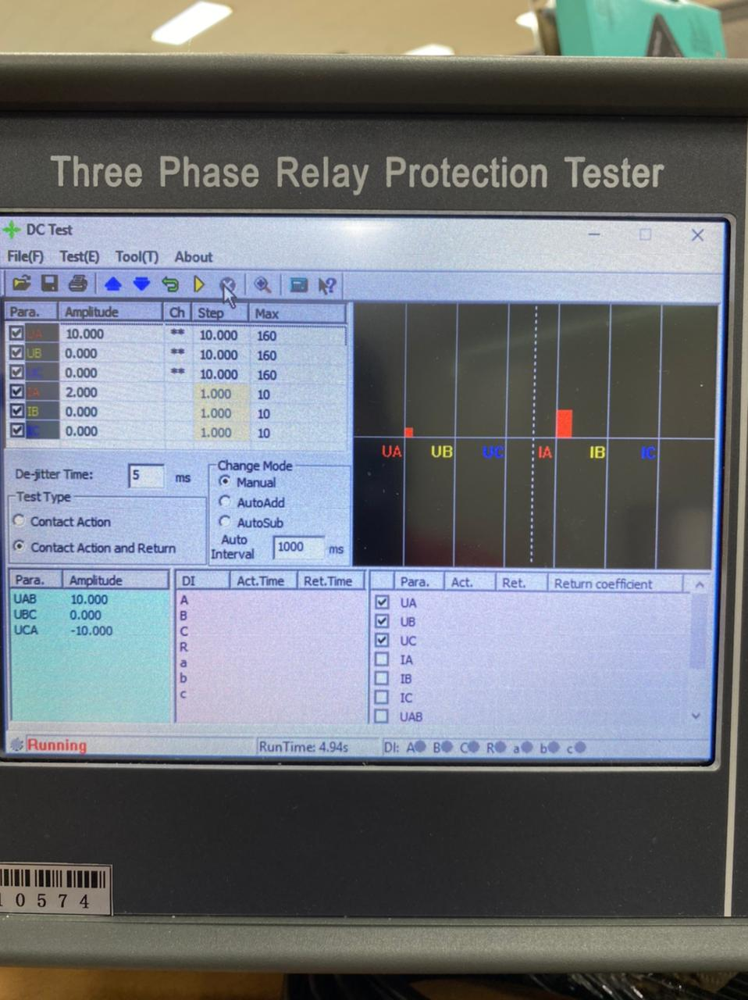 Three Phase Relay Protection Tester
DC Test
File(F) Test(E) Tool(T) About
Para. Amplitude Ch Step Max
UA 10.000 ** 10.000 160
UB 0.000 ** 10.000 160
UC 0.000 ** 10.000 160
IA 2.000 1.000 10
IB 0.000 1.000 10
IC 0.000 1.000 10
UA UB UC IA IB IC
De-jitter Time: 5 ms
Test Type
Contact Action
Contact Action and Return
Change Mode
Manual
AutoAdd
AutoSub
Auto Interval 1000 ms
Para. Amplitude
UAB 10.000
UBC 0.000
UCA -10.000
DI Act.Time Ret.Time
A
B
C
R
a
b
c
Para. Act. Ret. Return coefficient
UA
UB
UC
IA
IB
IC
UAB
Running RunTime: 4.94s DI: A B C R a b c
10574